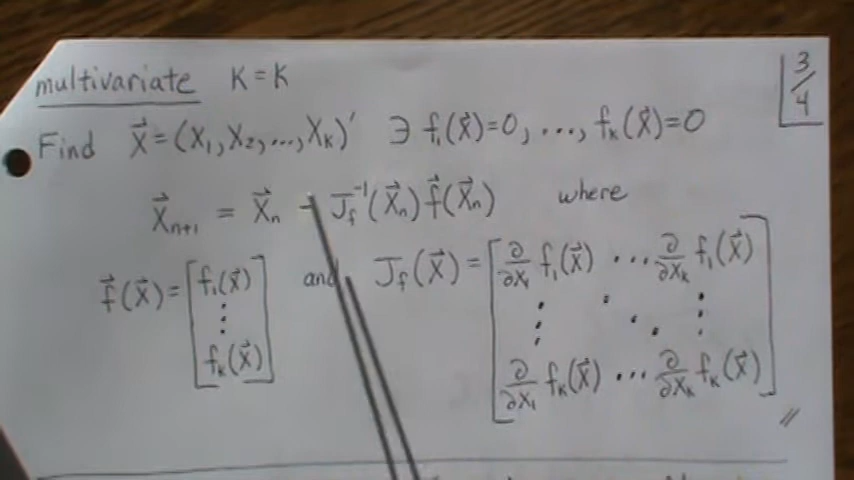 multivariate K = K
3/4
Find X⃗ = (X₁, X₂, ..., Xₖ)' ∋ f₁(X⃗)=0, ..., fₖ(X⃗)=0
X⃗ₙ₊₁ = X⃗ₙ - J_f⁻¹(X⃗ₙ) f⃗(X⃗ₙ) where
f⃗(X⃗) = [f₁(X⃗) ⋮ fₖ(X⃗)] and J_f(X⃗) = [∂/∂X₁ f₁(X⃗) ... ∂/∂Xₖ f₁(X⃗) ⋮ ⋱ ⋮ ∂/∂X₁ fₖ(X⃗) ... ∂/∂Xₖ fₖ(X⃗)] //